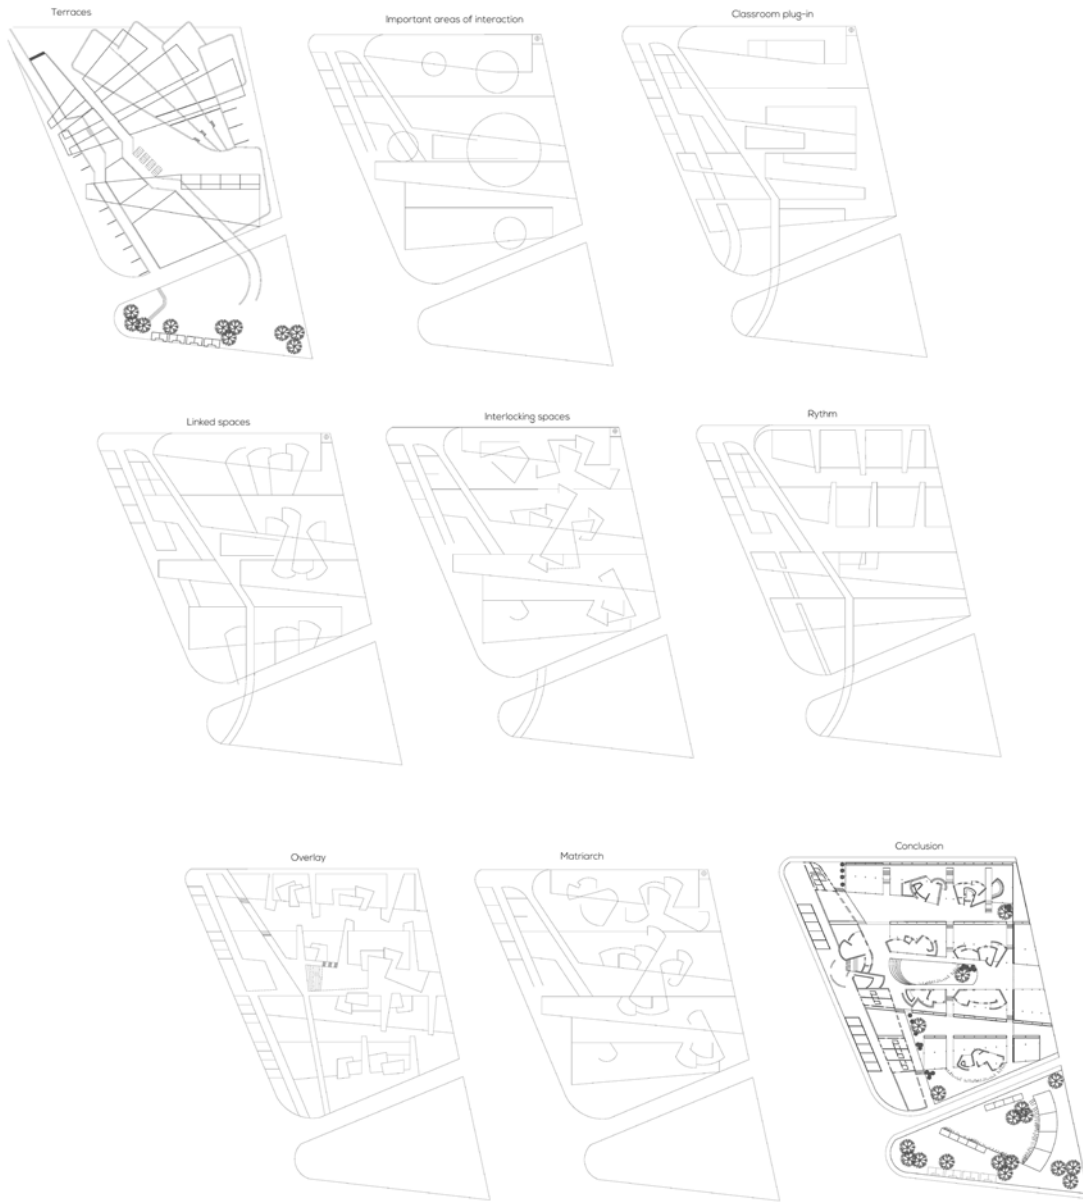 Terraces
Important areas of interaction
Classroom plug-in
Linked spaces
Interlocking spaces
Rythm
Overlay
Matriarch
Conclusion